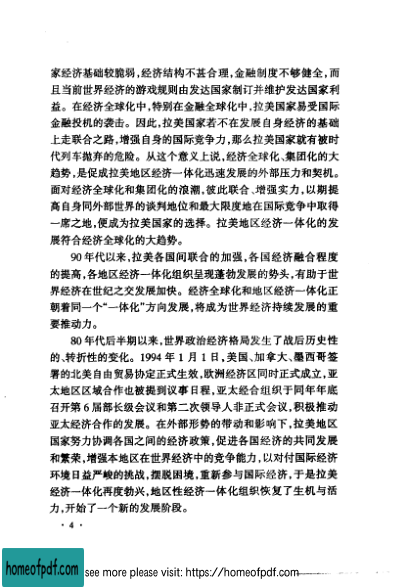 家经济基础较脆弱,经济结构不甚合理,金融制度不够健全,而
且当前世界经济的游戏规则由发达国家制订并维护发达国家利
益。在经济全球化中,特别在金融全球化中,拉美国家易受国际
金融投机的袭击。因此,拉美国家若不在发展自身经济的基础
上走联合之路,增强自身的国际竞争力,那么拉美国家就有被时
代列车抛弃的危险。从这个意义上说,经济全球化、集团化的大
趋势,是促成拉美地区经济一体化迅速发展的外部压力和契机。
面对经济全球化和集团化的浪潮,彼此联合、增强实力,以期提
高自身同外部世界的谈判地位和最大限度地在国际竞争中取得
一席之地,便成为拉美国家的选择。拉美地区经济一体化的发
展符合经济全球化的大趋势。
90 年代以来,拉美各国间联合的加强,各国经济融合程度
的提高,各地区经济一体化组织呈现蓬勃发展的势头,有助于世
界经济在世纪之交发展加快。经济全球化和地区经济一体化正
朝着同一个“一体化”方向发展,将成为世界经济持续发展的重
要推动力。
80 年代后半期以来,世界政治经济格局发生了战后历史性
的、转折性的变化。1994 年 1 月 1 日,美国、加拿大、墨西哥签
署的北美自由贸易协定正式生效,欧洲经济区同时正式成立,亚
太地区区域合作也被提到议事日程,亚太经合组织于同年年底
召开第 6 届部长级会议和第二次领导人非正式会议,积极推动
亚太经济合作的发展。在外部形势的带动和影响下,拉美地区
国家努力协调各国之间的经济政策,促进各国经济的共同发展
和繁荣,增强本地区在世界经济中的竞争能力,以对付国际经济
环境日益严峻的挑战,摆脱困境,重新参与国际经济,于是拉美
经济一体化再度勃兴,地区性经济一体化组织恢复了生机与活
力,开始了一个新的发展阶段。
· 4 ·
homeofpdf.com
see more please visit: https://homeofpdf.com